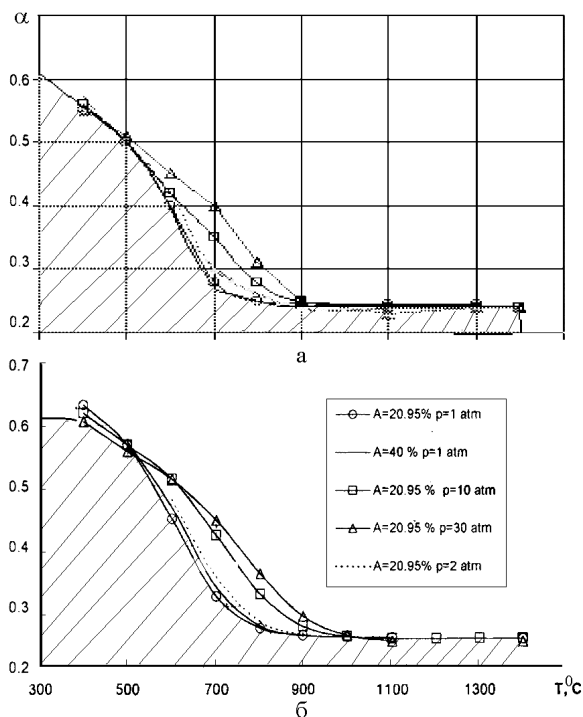 α
0.6
0.5
0.4
0.3
0.2
а
0.7
0.6
0.5
0.4
0.3
0.2
A=20.95% p=1 atm
A=40 % p=1 atm
A=20.95 % p=10 atm
A=20.95 % p=30 atm
A=20.95% p=2 atm
300 500 700 900 1100 1300 T,⁰C
б